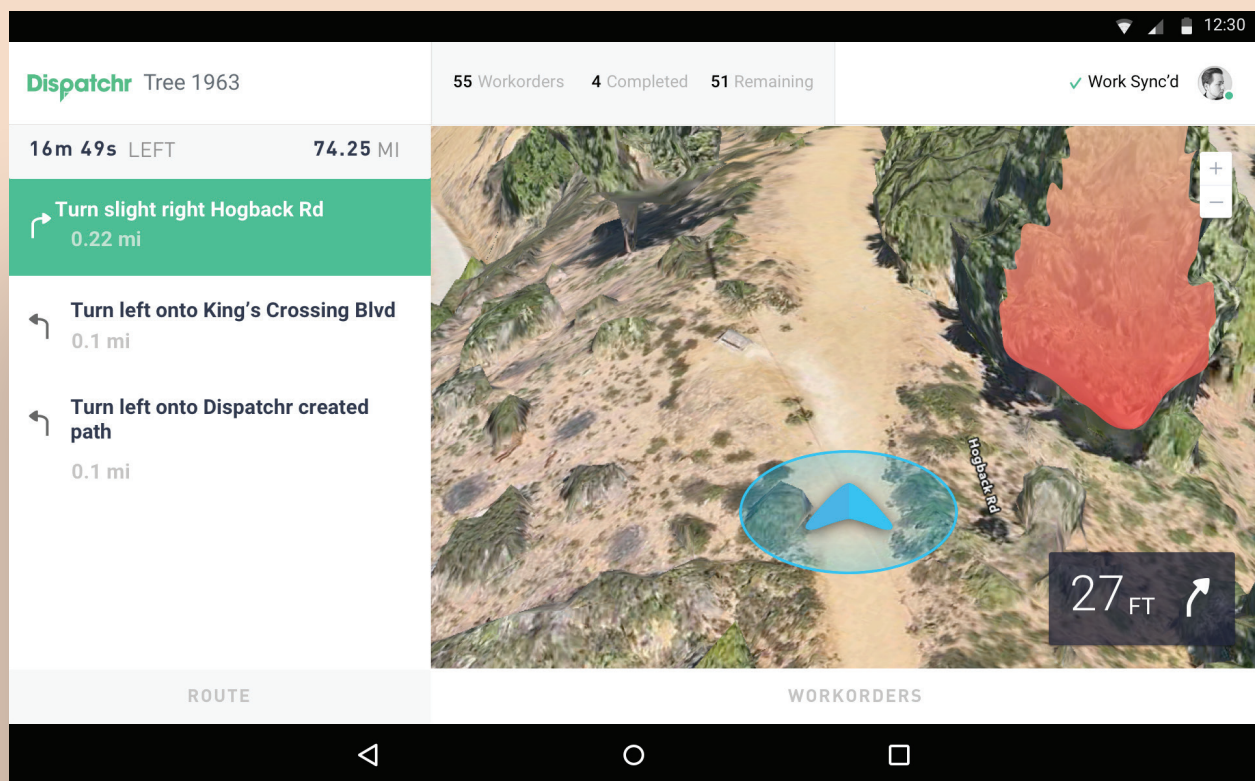 12:30
Dispatchr Tree 1963
55 Workorders 4 Completed 51 Remaining
✓ Work Sync’d
16m 49s LEFT 74.25 MI
Turn slight right Hogback Rd
0.22 mi
Turn left onto King’s Crossing Blvd
0.1 mi
Turn left onto Dispatchr created
path
0.1 mi
+
−
Hogback Rd
27 FT
ROUTE
WORKORDERS